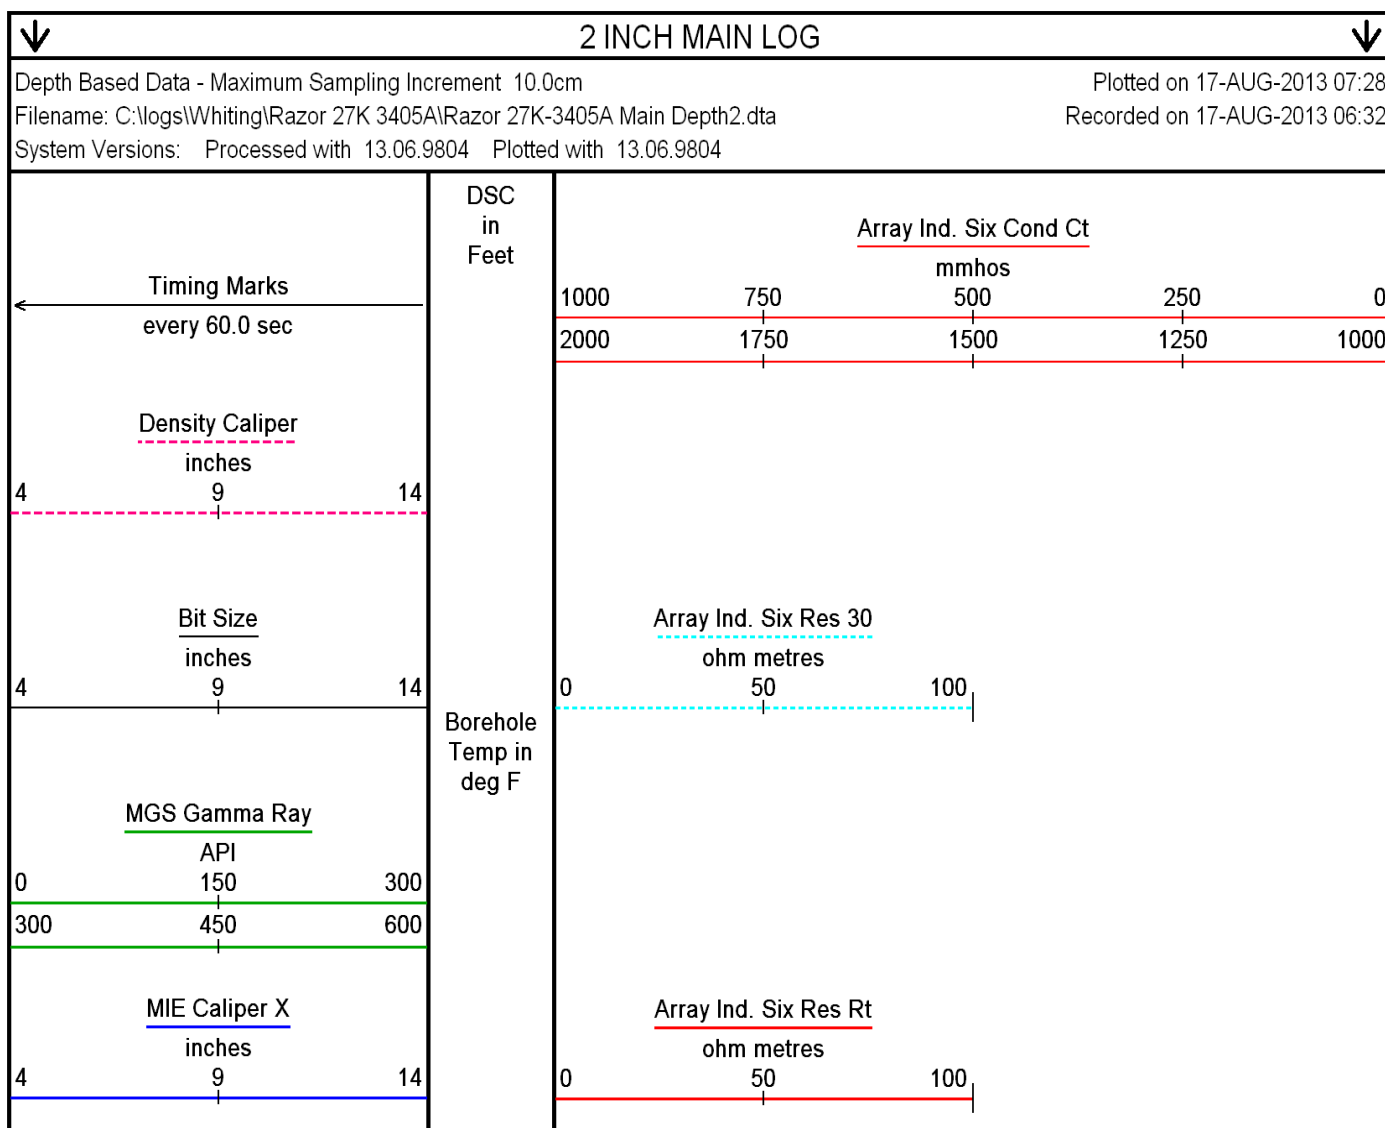 2 INCH MAIN LOG
Depth Based Data - Maximum Sampling Increment 10.0cm
Plotted on 17-AUG-2013 07:28
Filename: C:\logs\Whiting\Razor 27K 3405A\Razor 27K-3405A Main Depth2.dta
Recorded on 17-AUG-2013 06:32
System Versions: Processed with 13.06.9804 Plotted with 13.06.9804
Timing Marks
every 60.0 sec
Density Caliper
inches
4 9 14
Bit Size
inches
4 9 14
MGS Gamma Ray
API
0 150 300
300 450 600
MIE Caliper X
inches
4 9 14
DSC
in
Feet
Borehole
Temp in
deg F
Array Ind. Six Cond Ct
mmhos
1000 750 500 250 0
2000 1750 1500 1250 1000
Array Ind. Six Res 30
ohm metres
0 50 100
Array Ind. Six Res Rt
ohm metres
0 50 100